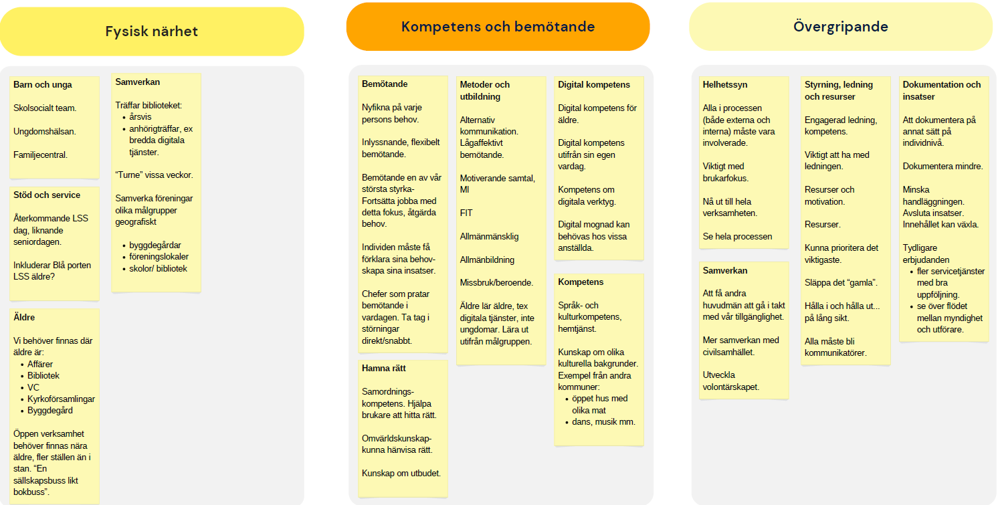 Fysisk närhet
Barn och unga
Skolsocialt team.
Ungdomshälsan.
Familjecentral.
Stöd och service
Återkommande LSS
dag, liknande
seniordagen.
Inkluderar Blå porten
LSS äldre?
Äldre
Vi behöver finnas där
äldre är:
• Affärer
• Bibliotek
• VC
• Kyrkoförsamlingar
• Byggdegård
Öppen verksamhet
behöver finnas nära
äldre, fler ställen än i
stan. “En
sällskapsbuss likt
bokbuss”.
Samverkan
Träffar biblioteket:
• årsvis
• anhörigträffar, ex
bredda digitala
tjänster.
“Turne” vissa veckor.
Samverka föreningar
olika målgrupper
geografiskt
• byggdegårdar
• föreningslokaler
• skolor/ bibliotek
Kompetens och bemötande
Bemötande
Nyfikna på varje
persons behov.
Inlyssnande, flexibelt
bemötande.
Bemötande en av vår
största styrka-
Fortsätta jobba med
detta fokus, åtgärda
behov.
Individen måste få
förklara sina behov-
skapa sina insatser.
Chefer som pratar
bemötande i
vardagen. Ta tag i
störningar
direkt/snabbt.
Hamna rätt
Samordnings-
kompetens. Hjälpa
brukare att hitta rätt.
Omvärldskunskap-
kunna hänvisa rätt.
Kunskap om utbudet.
Metoder och
utbildning
Alternativ
kommunikation.
Lågaffektivt
bemötande.
Motiverande samtal,
MI
FIT
Allmänmänsklig
Allmänbildning
Missbruk/beroende.
Äldre lär äldre, tex
digitala tjänster, inte
ungdomar. Lära ut
utifrån målgruppen.
Digital kompetens
Digital kompetens för
äldre.
Digital kompetens
utifrån sin egen
vardag.
Kompetens om
digitala verktyg.
Digital mognad kan
behövas hos vissa
anställda.
Kompetens
Språk- och
kulturkompetens,
hemtjänst.
Kunskap om olika
kulturella bakgrunder.
Exempel från andra
kommuner:
• öppet hus med
olika mat
• dans, musik mm.
Övergripande
Helhetssyn
Alla i processen
(både externa och
interna) måste vara
involverade.
Viktigt med
brukarfokus.
Nå ut till hela
verksamheten.
Se hela processen
Samverkan
Att få andra
huvudmän att gå i takt
med vår tillgänglighet.
Mer samverkan med
civilsamhället.
Utveckla
volontärskapet.
Styrning, ledning
och resurser
Engagerad ledning,
kompetens.
Viktigt att ha med
ledningen.
Resurser och
motivation.
Resurser.
Kunna prioritera det
viktigaste.
Släppa det “gamla”.
Hålla i och hålla ut...
på lång sikt.
Alla måste bli
kommunikatörer.
Dokumentation och
insatser
Att dokumentera på
annat sätt på
individnivå.
Dokumentera mindre.
Minska
handläggningen.
Avsluta insatser.
Innehållet kan växla.
Tydligare
erbjudanden
• fler servicetjänster
med bra
uppföljning.
• se över flödet
mellan myndighet
och utförare.